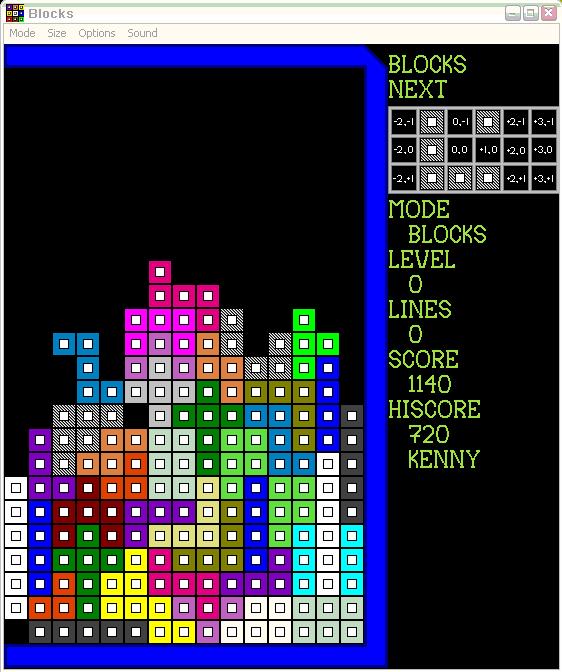 Blocks
Mode Size Options Sound
BLOCKS
NEXT
-2,-1 0,-1 +2,-1 +3,-1
-2,0 0,0 +1,0 +2,0 +3,0
-2,+1 +2,+1 +3,+1
MODE
BLOCKS
LEVEL
0
LINES
0
SCORE
1140
HISCORE
720
KENNY